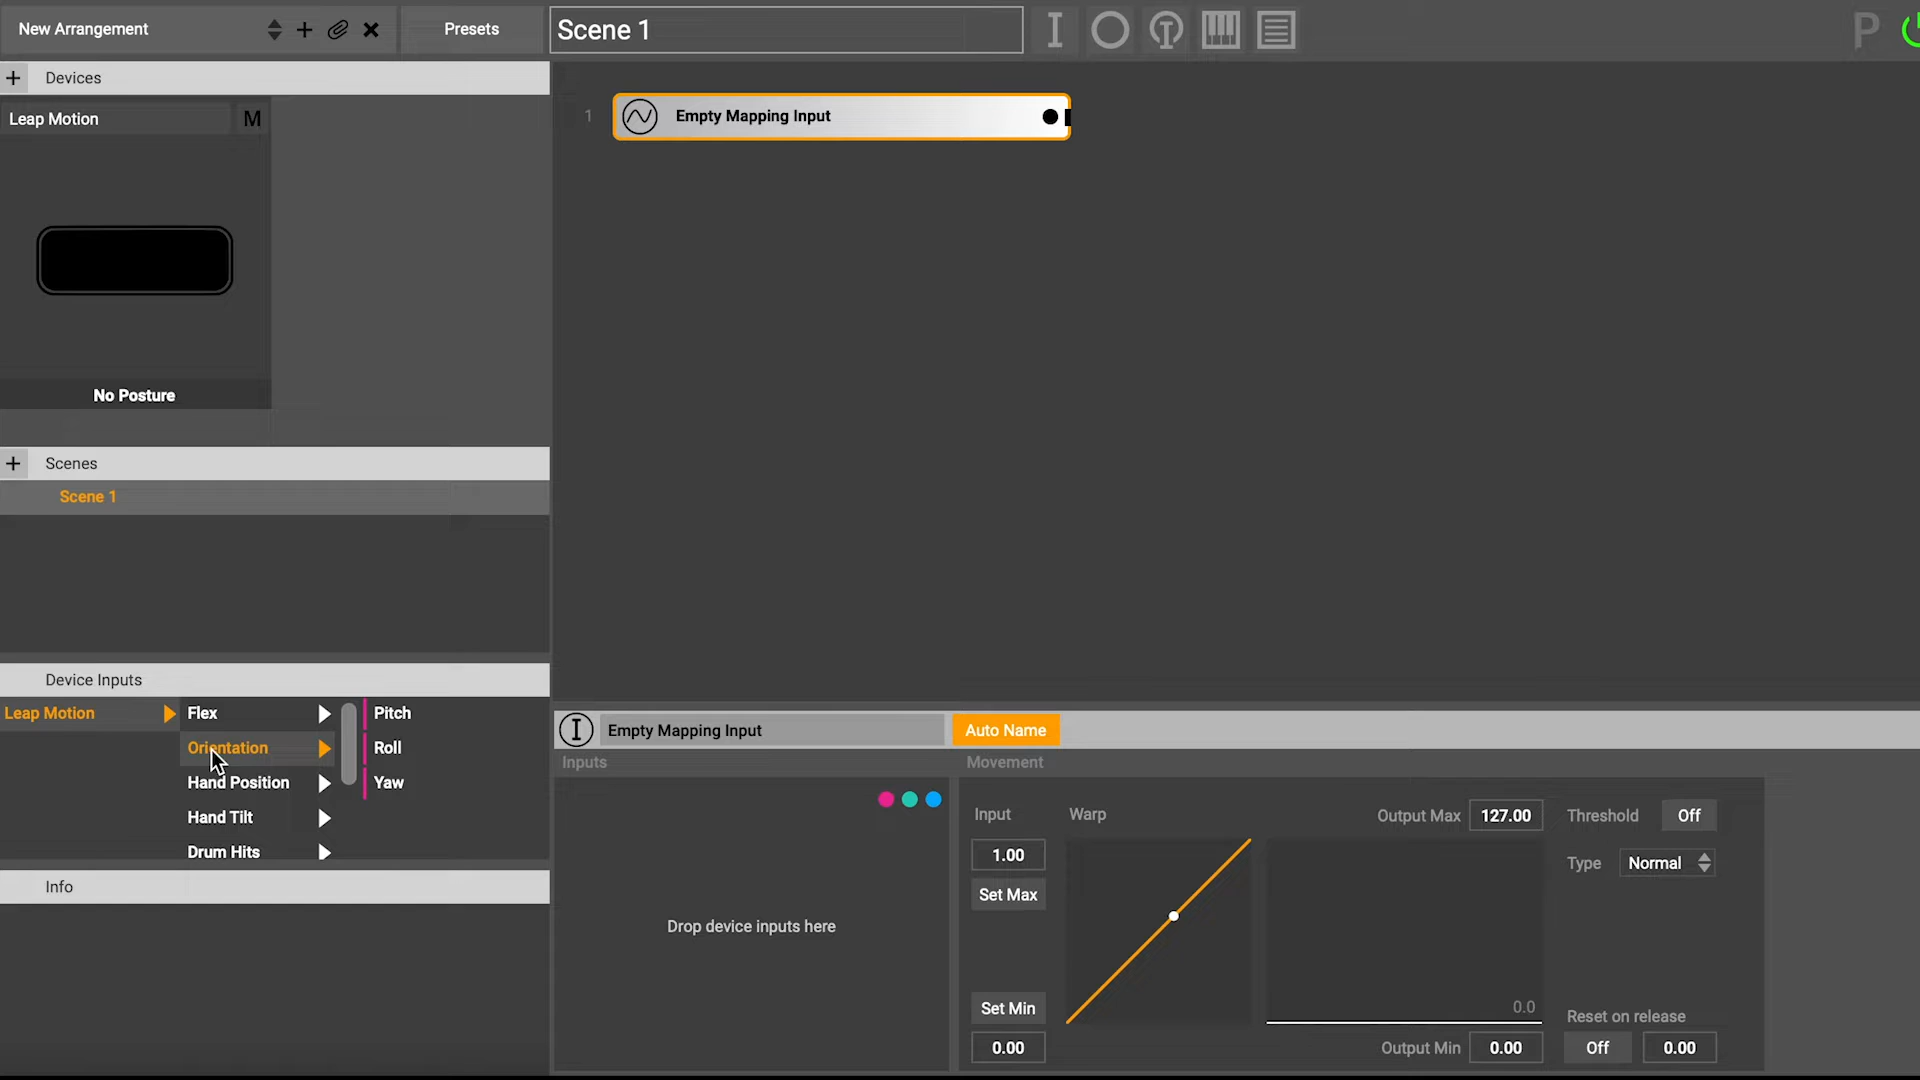 New Arrangement
Presets
Scene 1
P
Devices
Leap Motion
M
No Posture
1
Empty Mapping Input
Scenes
Scene 1
Device Inputs
Leap Motion
Flex
Orientation
Hand Position
Hand Tilt
Drum Hits
Pitch
Roll
Yaw
Info
Empty Mapping Input
Auto Name
Inputs
Drop device inputs here
Movement
Input
1.00
Set Max
Set Min
0.00
Warp
Output Max
127.00
0.0
Output Min
0.00
Threshold
Off
Type
Normal
Reset on release
Off
0.00